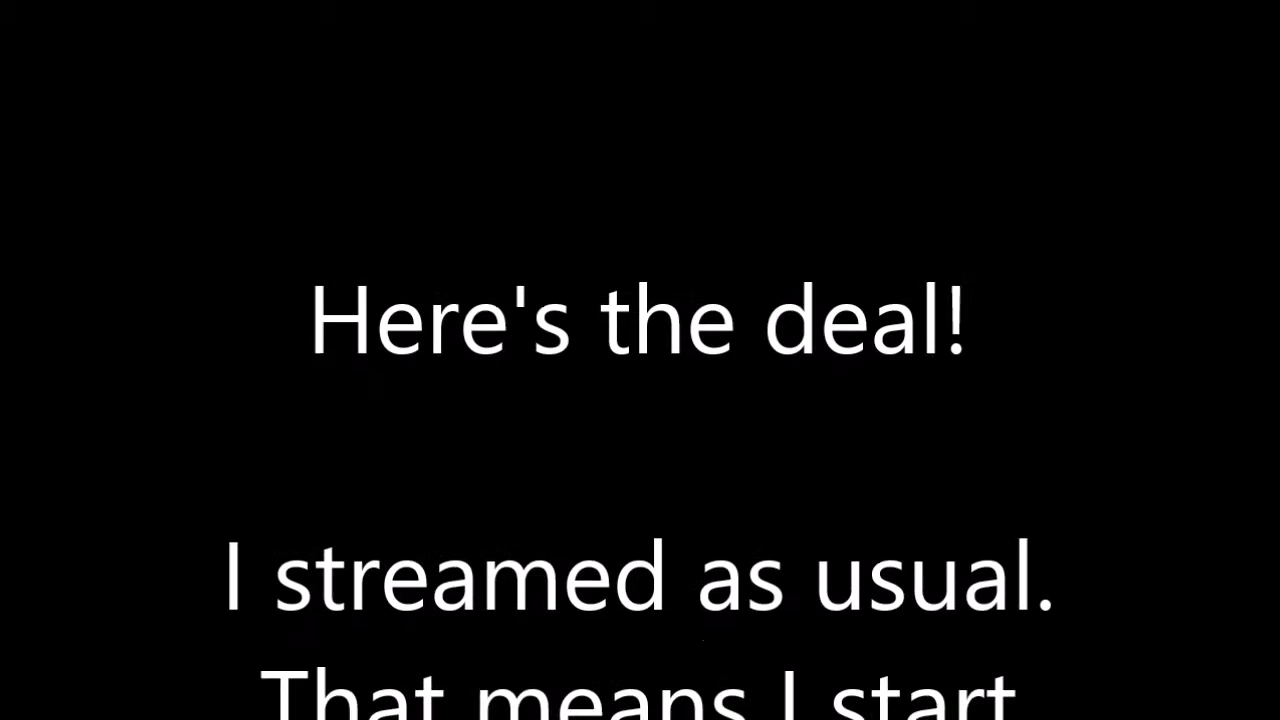 Here's the deal!
I streamed as usual.
That means I start